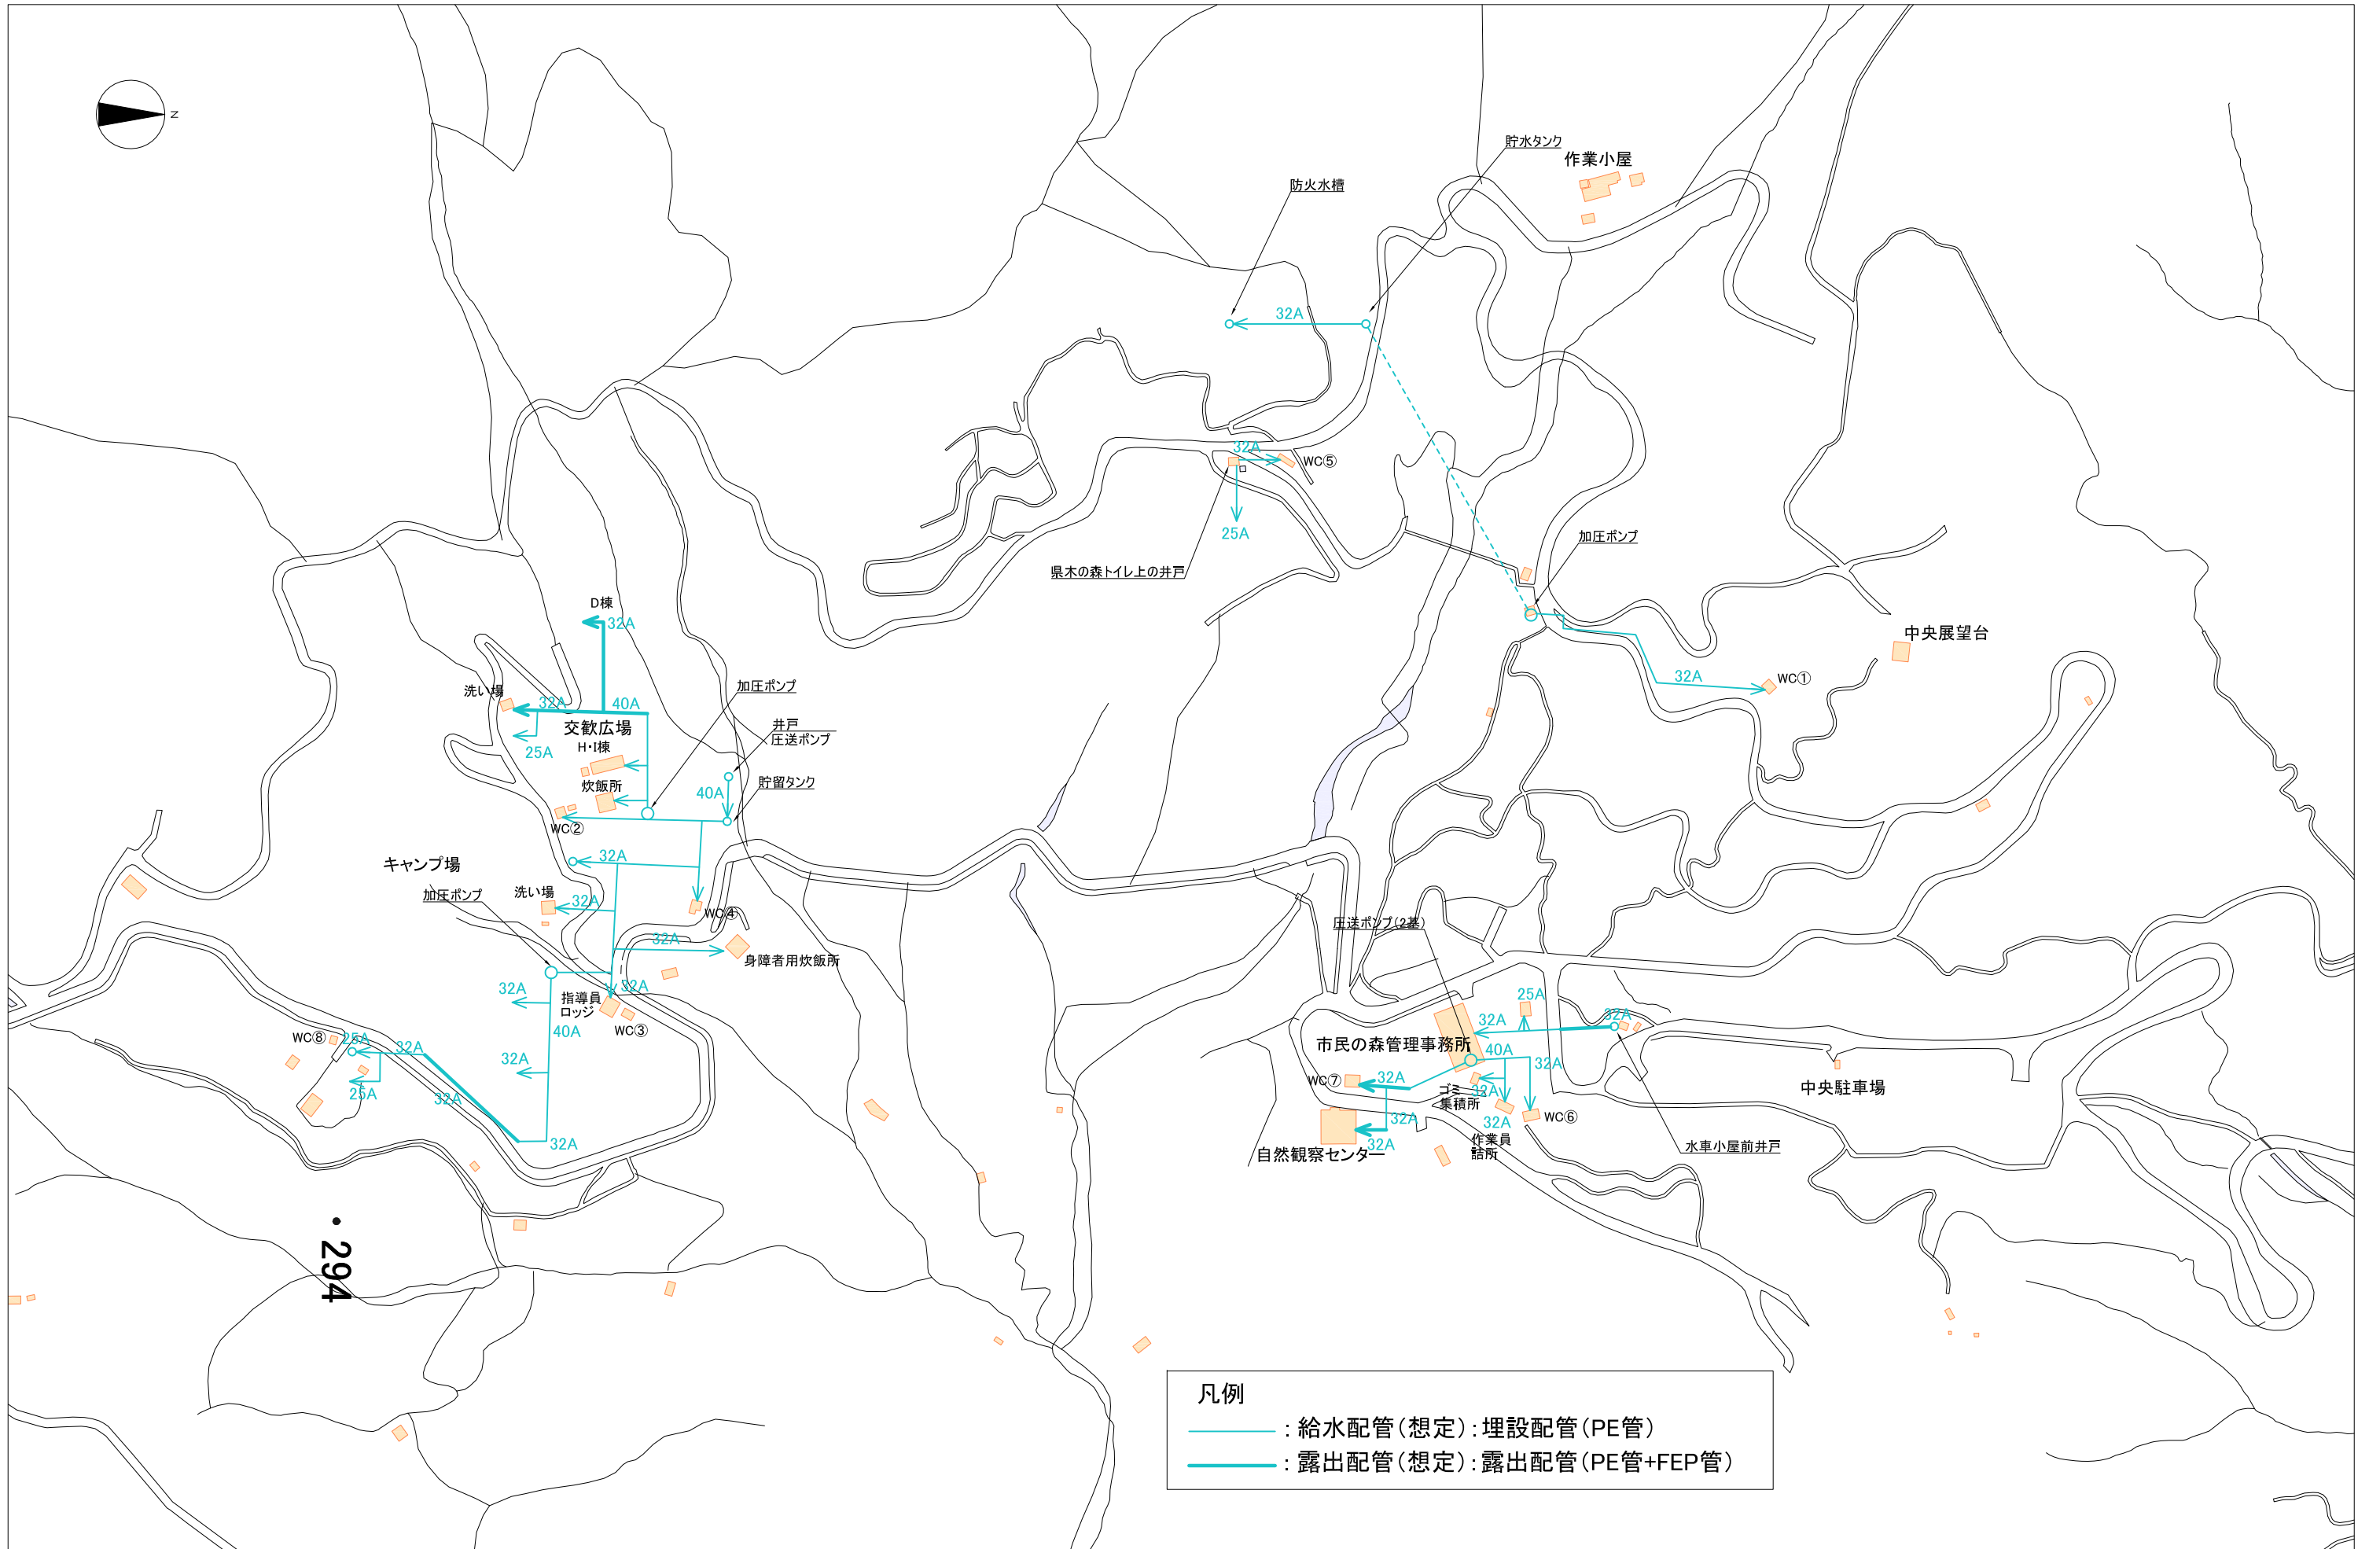 N
貯水タンク
作業小屋
防火水槽
32A
32A
WC⑤
25A
県木の森トイレ上の井戸
加圧ポンプ
中央展望台
32A
WC①
D棟
32A
洗い場
32A
40A
加圧ポンプ
交歓広場
井戸
圧送ポンプ
H・I棟
25A
炊飯所
40A
貯留タンク
WC②
キャンプ場
32A
加圧ポンプ
洗い場
32A
WC④
32A
身障者用炊飯所
32A
32A
指導員
ロッジ
WC③
40A
WC⑧
25A
32A
32A
25A
32A
32A
圧送ポンプ(2基)
25A
32A
32A
市民の森管理事務所
40A
32A
WC⑦
32A
ゴミ
集積所
32A
32A
32A
WC⑥
32A
自然観察センター
作業員
詰所
水車小屋前井戸
中央駐車場
・294
凡例
：給水配管(想定)：埋設配管(PE管)
：露出配管(想定)：露出配管(PE管+FEP管)